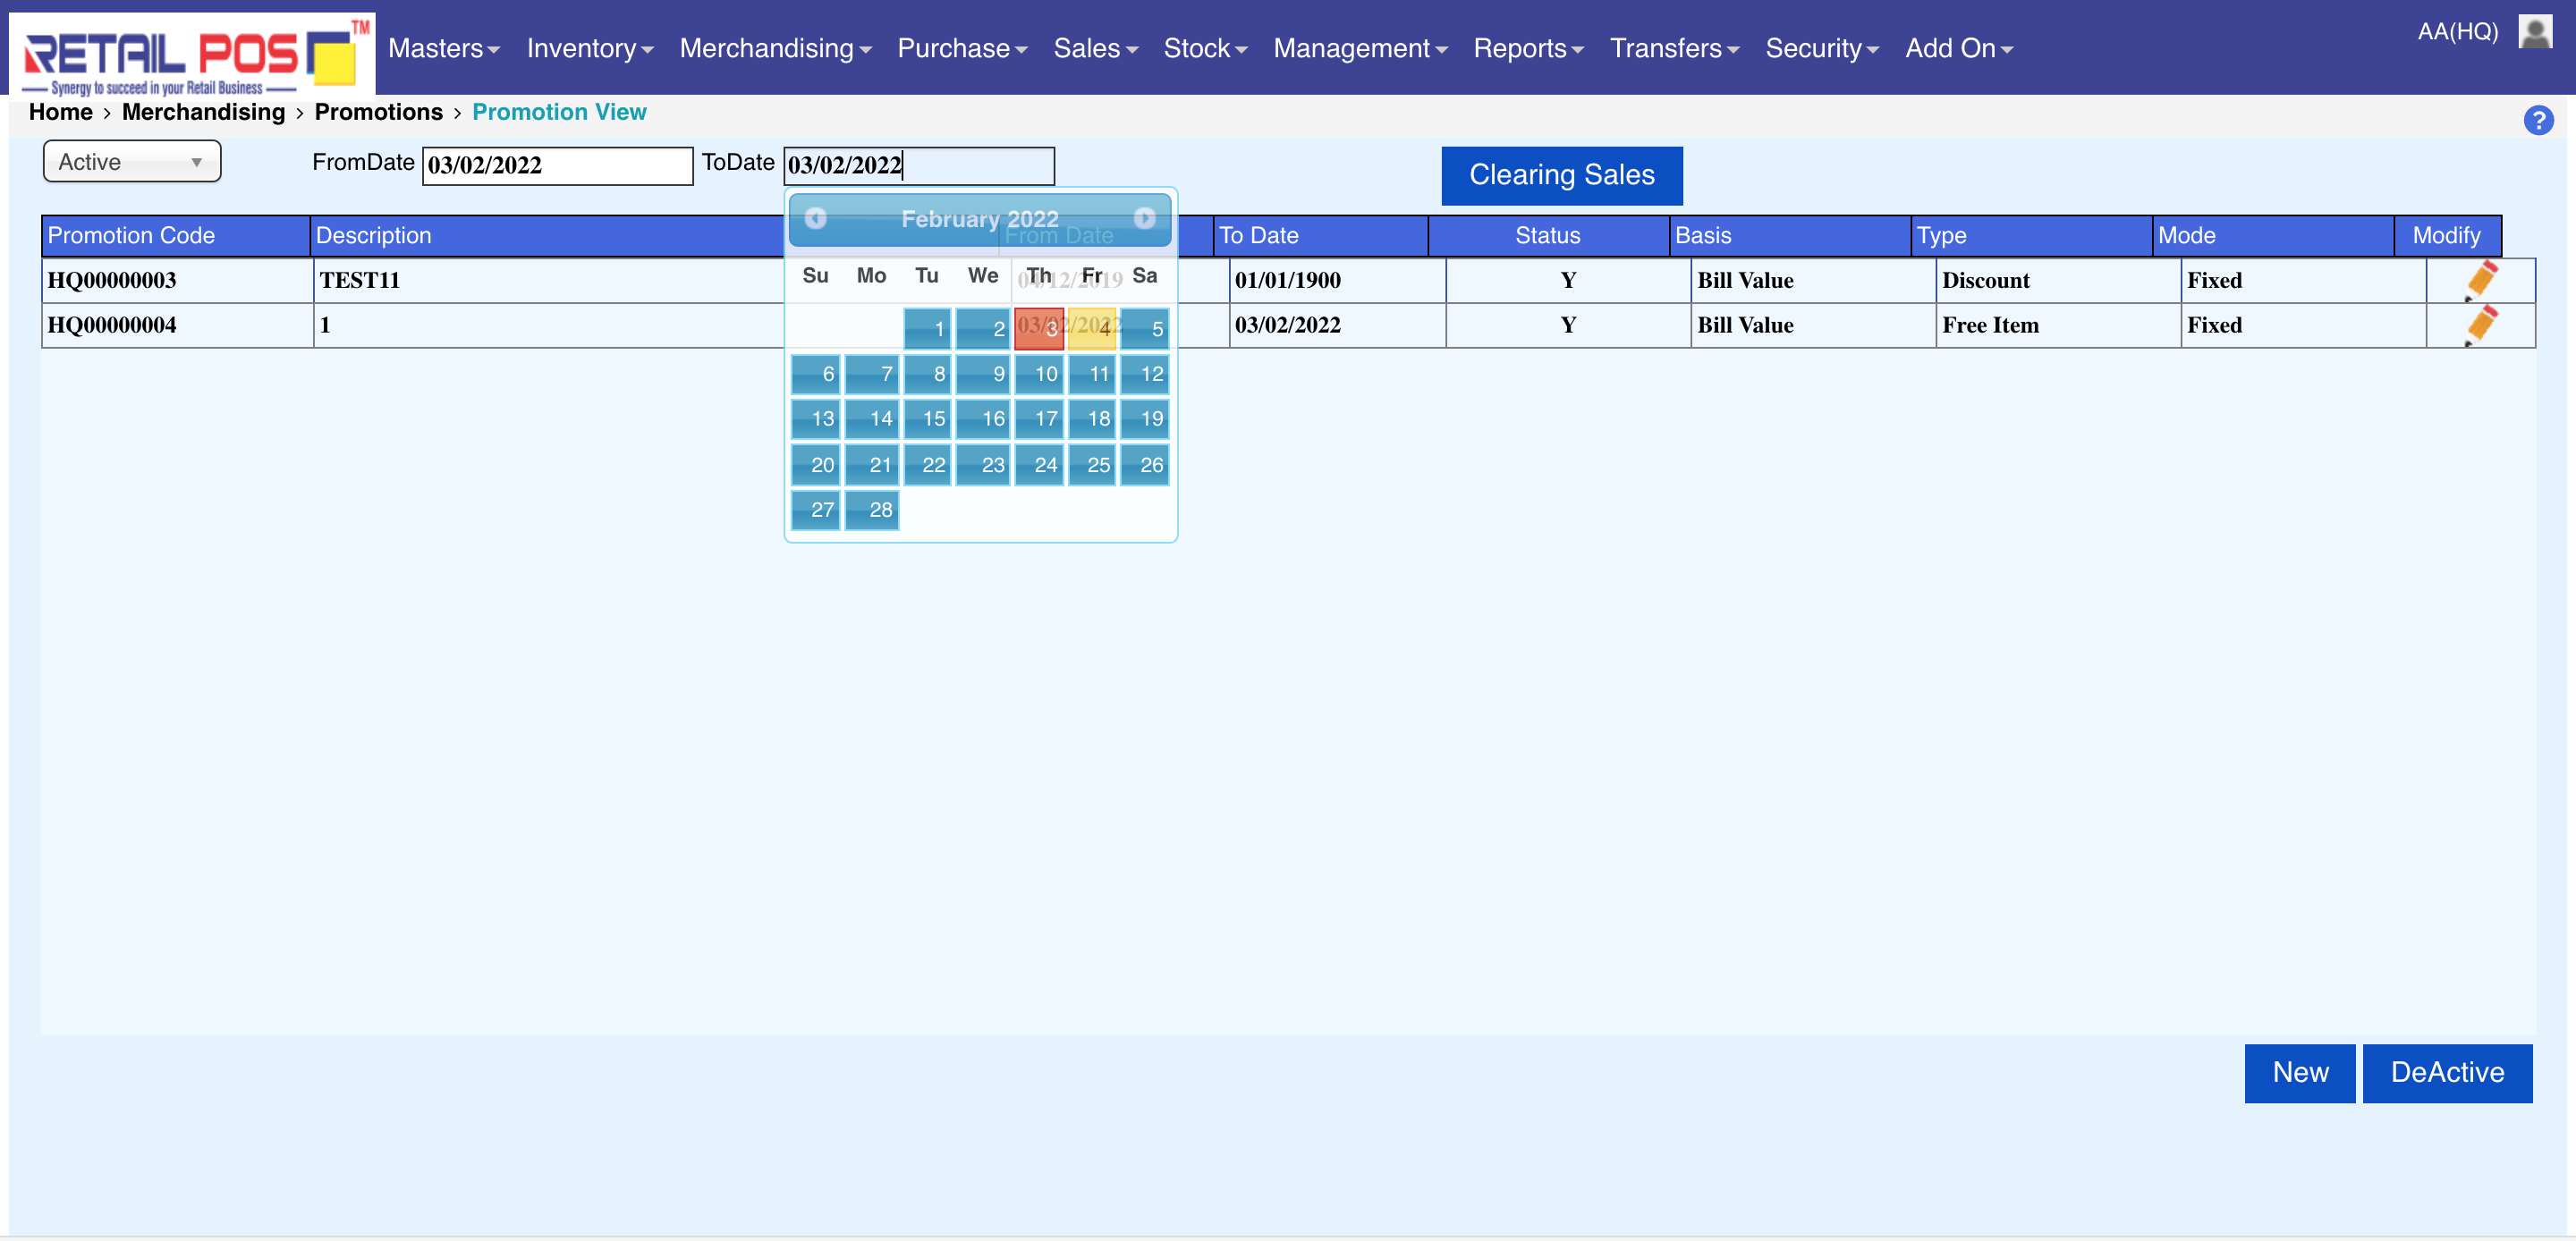 RETAIL POS TM
Synergy to succeed in your Retail Business
Masters Inventory Merchandising Purchase Sales Stock Management Reports Transfers Security Add On
AA(HQ)
Home > Merchandising > Promotions > Promotion View
?
Active FromDate 03/02/2022 ToDate 03/02/2022 Clearing Sales
February 2022
Promotion Code Description From Date To Date Status Basis Type Mode Modify
Su Mo Tu We Th Fr Sa
HQ00000003 TEST11 04/12/2019 01/01/1900 Y Bill Value Discount Fixed
HQ00000004 1 03/02/2022 03/02/2022 Y Bill Value Free Item Fixed
1 2 3 4 5
6 7 8 9 10 11 12
13 14 15 16 17 18 19
20 21 22 23 24 25 26
27 28
New DeActive